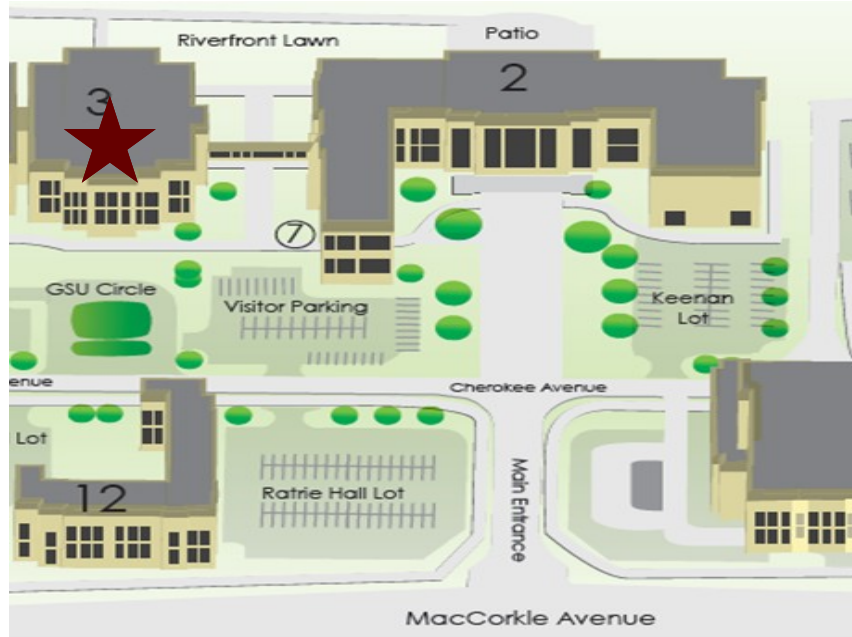 Riverfront Lawn
Patio
3
2
7
GSU Circle
Visitor Parking
Keenan
Lot
enue
Cherokee Avenue
Lot
12
Ratrie Hall Lot
Main Entrance
MacCorkle Avenue